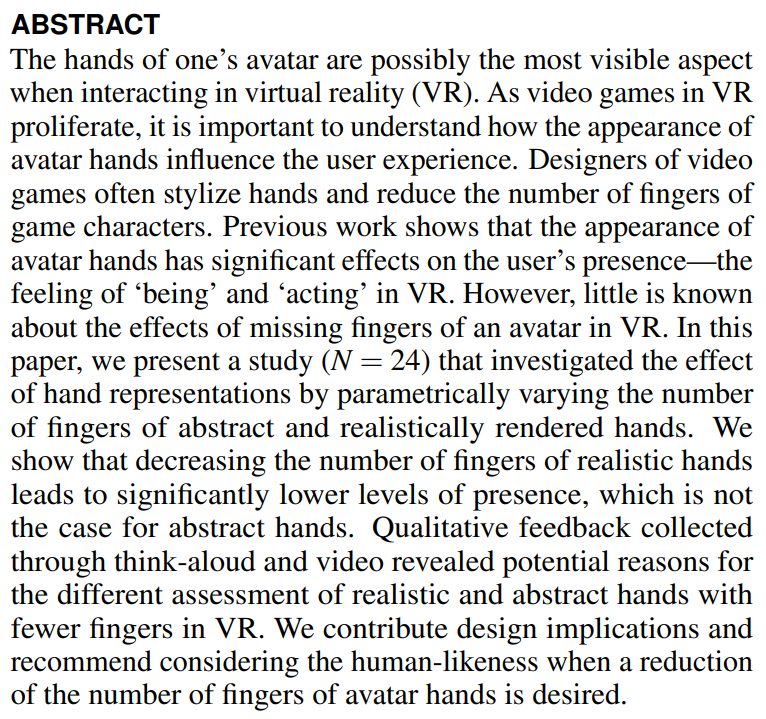 ABSTRACT
The hands of one’s avatar are possibly the most visible aspect
when interacting in virtual reality (VR). As video games in VR
proliferate, it is important to understand how the appearance of
avatar hands influence the user experience. Designers of video
games often stylize hands and reduce the number of fingers of
game characters. Previous work shows that the appearance of
avatar hands has significant effects on the user’s presence—the
feeling of ‘being’ and ‘acting’ in VR. However, little is known
about the effects of missing fingers of an avatar in VR. In this
paper, we present a study (N = 24) that investigated the effect
of hand representations by parametrically varying the number
of fingers of abstract and realistically rendered hands. We
show that decreasing the number of fingers of realistic hands
leads to significantly lower levels of presence, which is not
the case for abstract hands. Qualitative feedback collected
through think-aloud and video revealed potential reasons for
the different assessment of realistic and abstract hands with
fewer fingers in VR. We contribute design implications and
recommend considering the human-likeness when a reduction
of the number of fingers of avatar hands is desired.